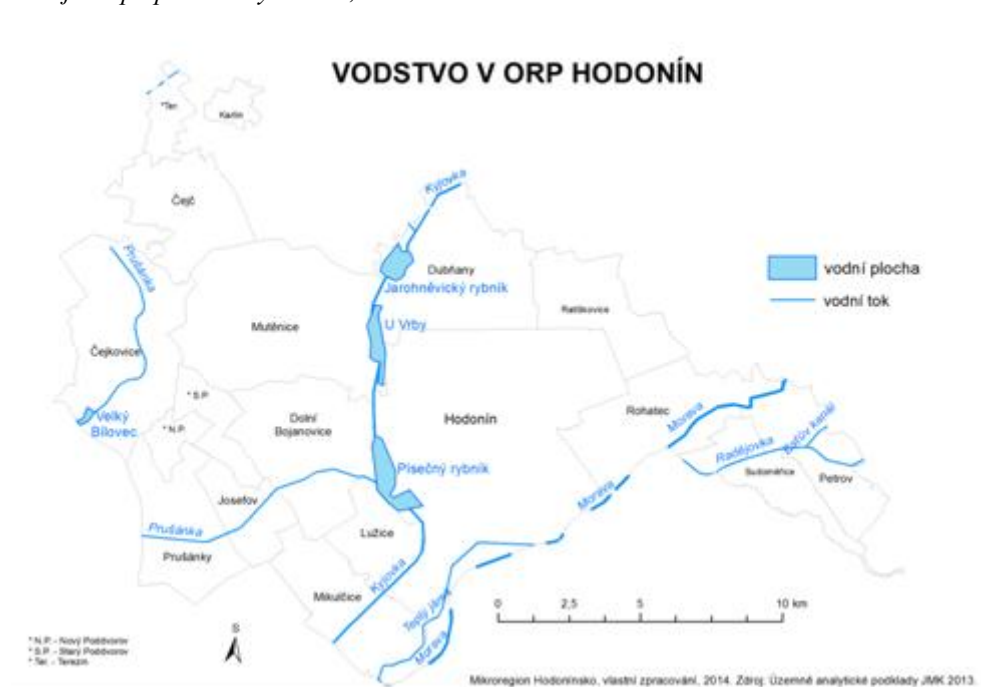 VODSTVO V ORP HODONÍN
*Ter.
Karlín
Čejč
Kyjovka
Prušánka
Dubňany
Jarohněvický rybník
vodní plocha
vodní tok
Ratíškovice
Mutěnice
U Vrby
Čejkovice
* S.P.
Velký
Bílovec
* N.P.
Dolní
Bojanovice
Hodonín
Rohatec
Morava
Baťův kanál
Radějovka
Sudoměřice
Petrov
Písečný rybník
Josefov
Morava
Prušánka
Lužice
Prušánky
Kyjovka
Mikulčice
Teplý járek
Morava
0 2,5 5 10 km
S
* N.P. - Nový Poddvorov
* S.P. - Starý Poddvorov
* Ter. - Terezín
Mikroregion Hodonínsko, vlastní zpracování, 2014. Zdroj: Územně analytické podklady JMK 2013.